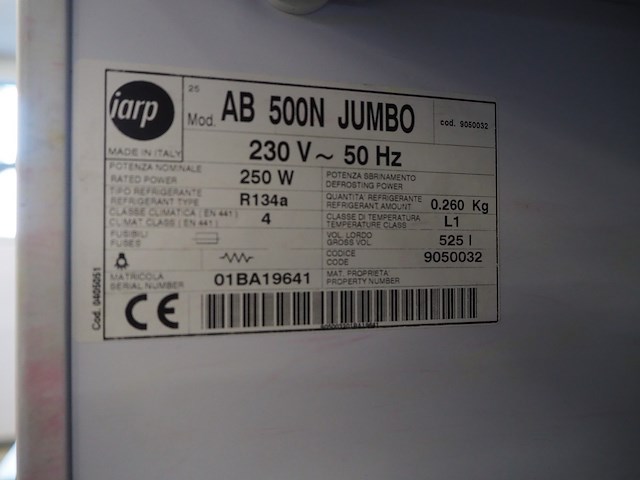 iarp
25
Mod. AB 500N JUMBO
cod. 9050032
MADE IN ITALY
230 V ~ 50 Hz
POTENZA NOMINALE
RATED POWER
250 W
POTENZA SBRINAMENTO
DEFROSTING POWER
TIPO REFRIGERANTE
REFRIGERANT TYPE
R134a
QUANTITÀ REFRIGERANTE
REFRIGERANT AMOUNT
0.260 Kg
CLASSE CLIMATICA (EN 441)
CLIMAT CLASS (EN 441)
4
CLASSE DI TEMPERATURA
TEMPERATURE CLASS
L1
FUSIBILI
FUSES
VOL. LORDO
GROSS VOL.
525 l
CODICE
CODE
9050032
MATRICOLA
SERIAL NUMBER
01BA19641
MAT. PROPRIETA'
PROPERTY NUMBER
CE
Cod. 0405051